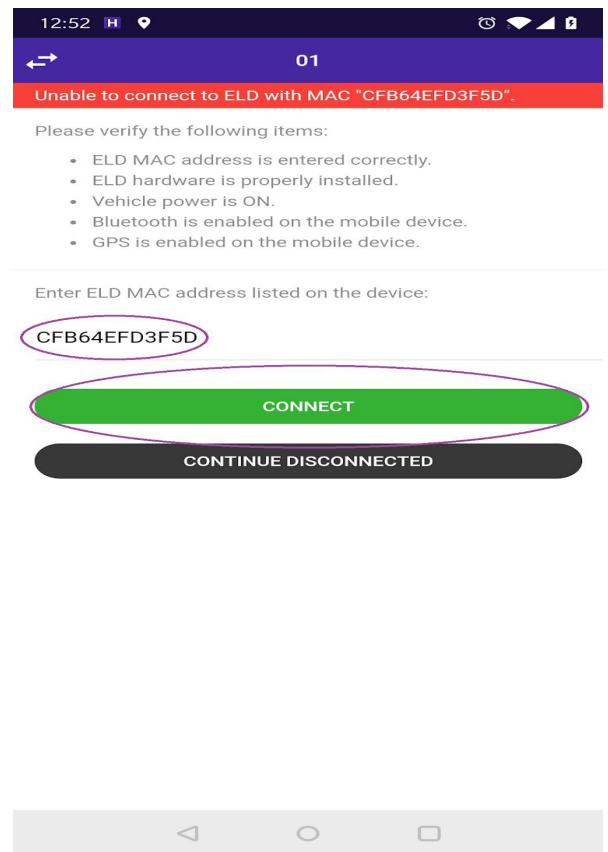 12:52 H
01
Unable to connect to ELD with MAC "CFB64EFD3F5D".
Please verify the following items:
• ELD MAC address is entered correctly.
• ELD hardware is properly installed.
• Vehicle power is ON.
• Bluetooth is enabled on the mobile device.
• GPS is enabled on the mobile device.
Enter ELD MAC address listed on the device:
CFB64EFD3F5D
CONNECT
CONTINUE DISCONNECTED